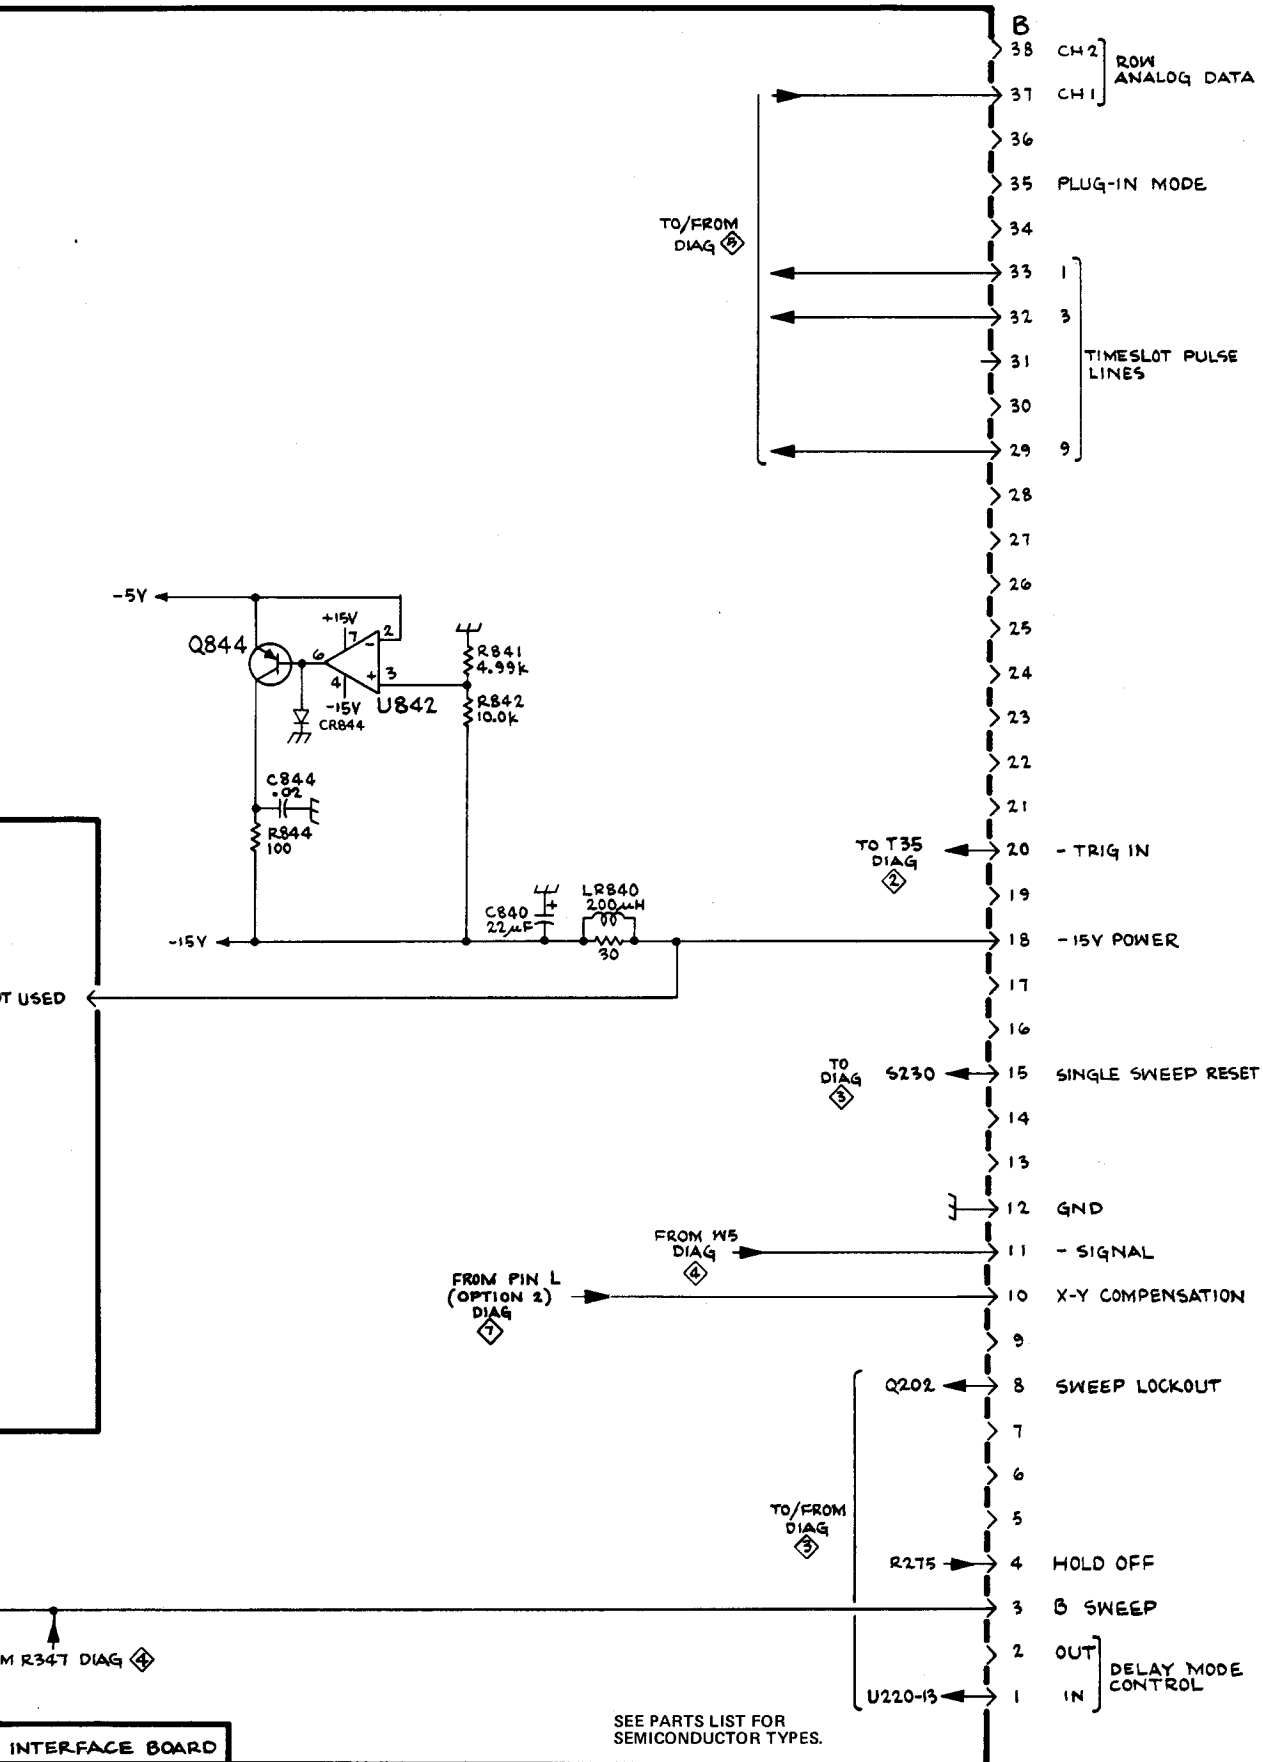 B
38 CH 2
ROW
ANALOG DATA
37 CH 1
36
35 PLUG-IN MODE
34
TO/FROM
DIAG 5
33 1
32 3
31
TIMESLOT PULSE
LINES
30
29 9
28
27
26
25
24
23
22
21
-5V
Q844
+15V
7
2
-
6
+
3
4
-15V
U842
CR844
R841
4.99K
R842
10.0K
C844
.02
R844
100
TO T35
DIAG
2
20 - TRIG IN
19
LR840
200µH
C840
22µF
+
30
-15V
18 -15V POWER
17
OT USED
16
TO
DIAG
3
S230
15 SINGLE SWEEP RESET
14
13
12 GND
FROM W5
DIAG
4
11 - SIGNAL
FROM PIN L
(OPTION 2)
DIAG
7
10 X-Y COMPENSATION
9
Q202
8 SWEEP LOCKOUT
7
6
5
TO/FROM
DIAG
3
R275
4 HOLD OFF
3 B SWEEP
M R347 DIAG 4
2 OUT
DELAY MODE
CONTROL
U220-13
1 IN
SEE PARTS LIST FOR
SEMICONDUCTOR TYPES.
INTERFACE BOARD